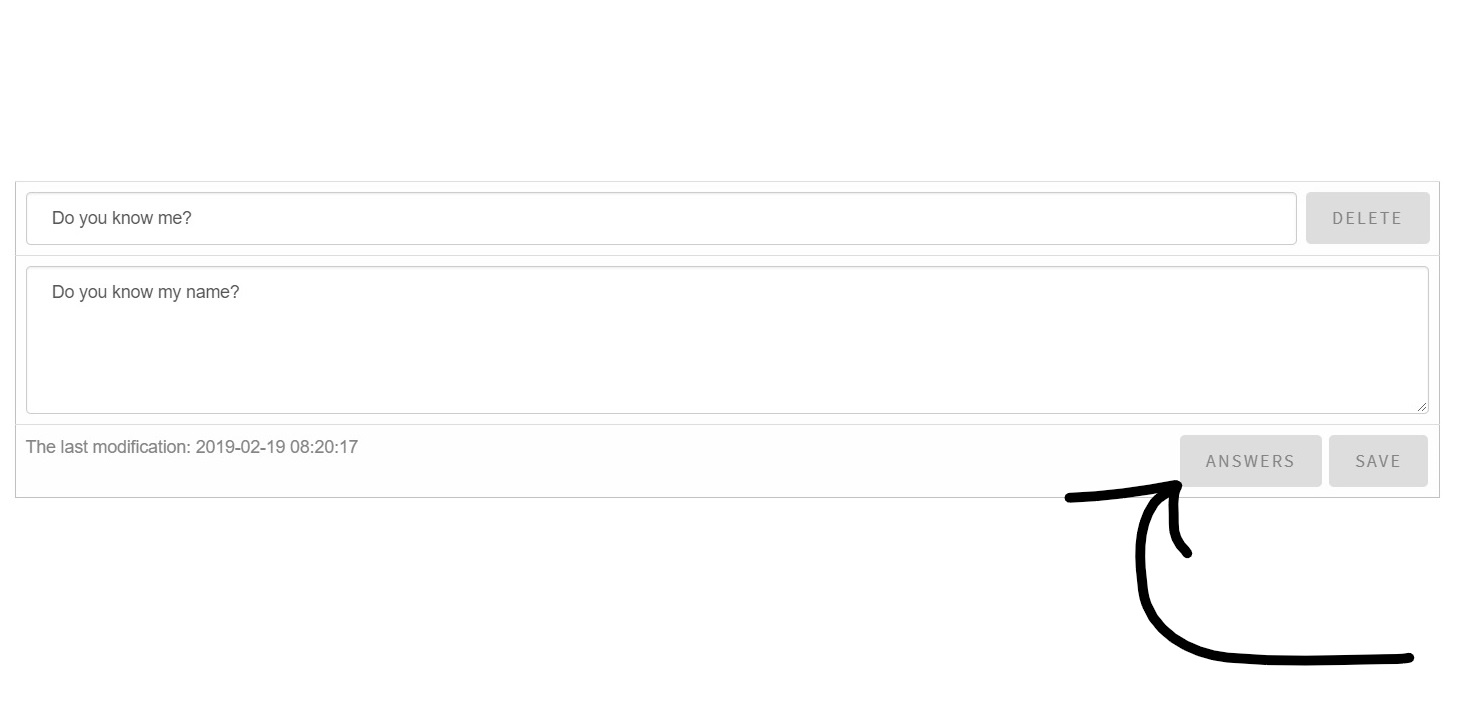 Do you know me?
DELETE
Do you know my name?
The last modification: 2019-02-19 08:20:17
ANSWERS
SAVE